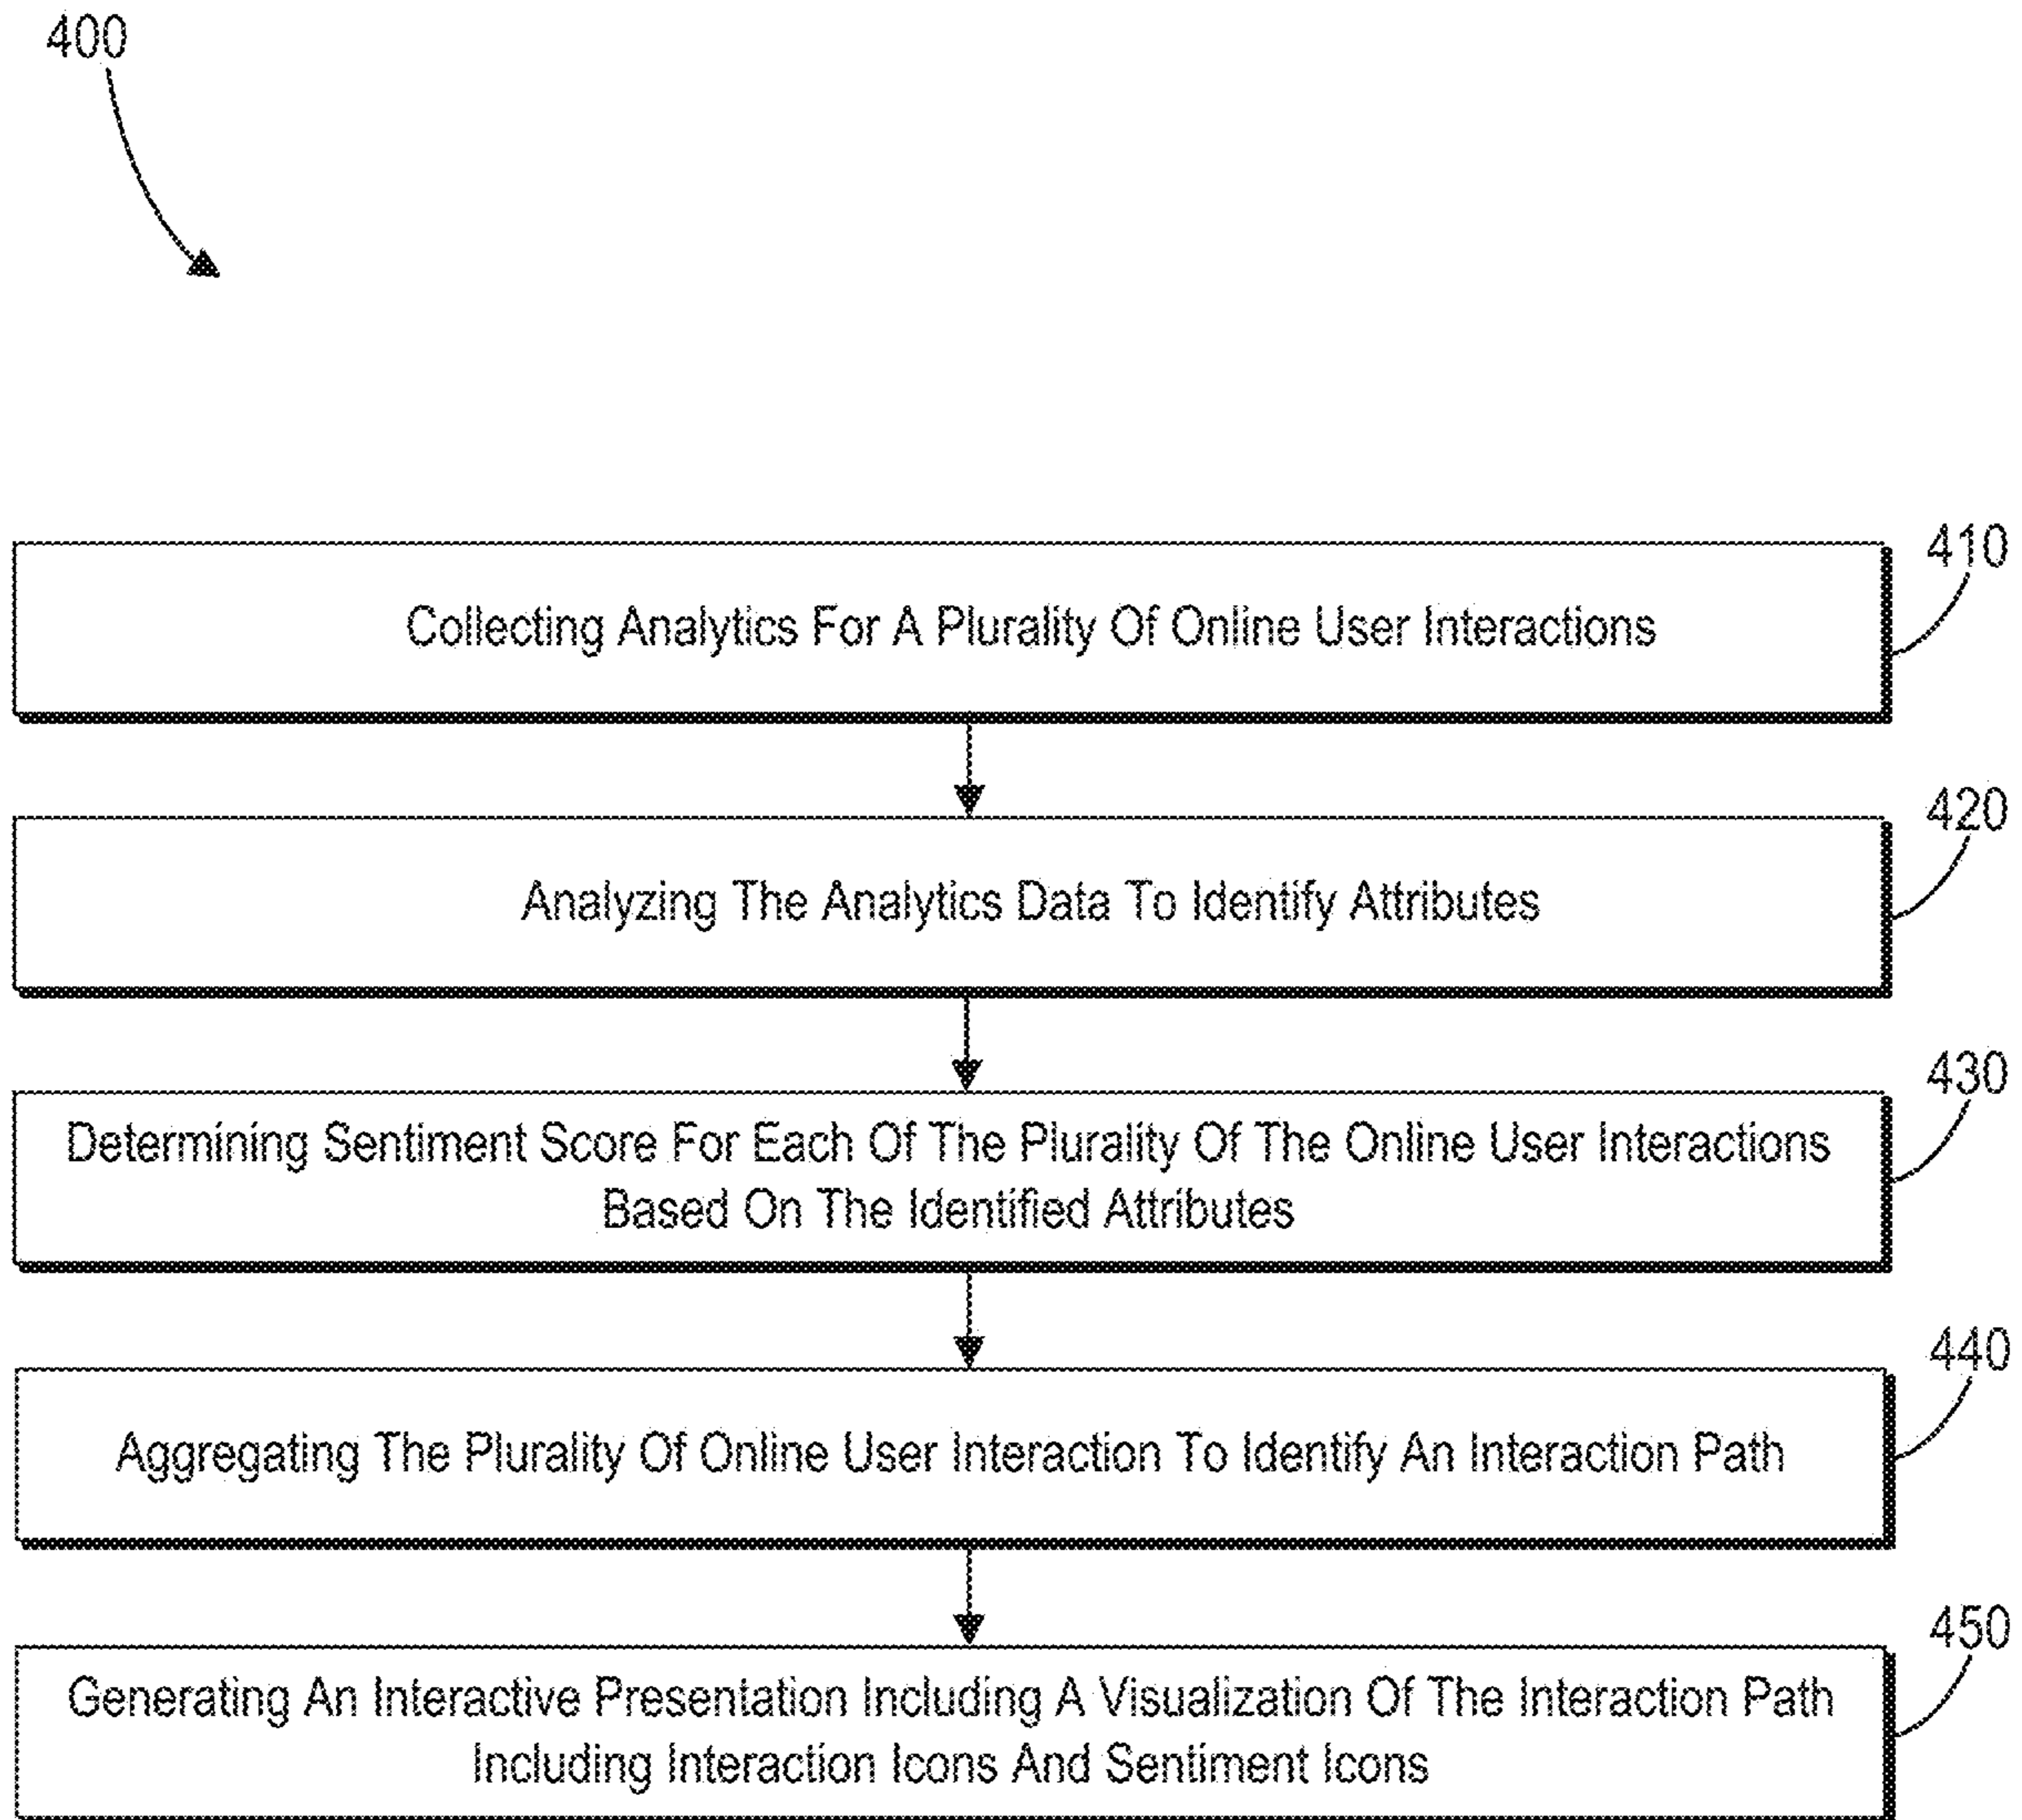 400
410
Collecting Analytics For A Plurality Of Online User Interactions
420
Analyzing The Analytics Data To Identify Attributes
430
Determining Sentiment Score For Each Of The Plurality Of The Online User Interactions
Based On The Identified Attributes
440
Aggregating The Plurality Of Online User Interaction To Identify An Interaction Path
450
Generating An Interactive Presentation Including A Visualization Of The Interaction Path
Including Interaction Icons And Sentiment Icons